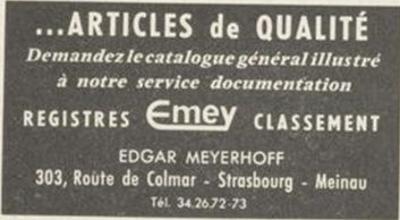 ...ARTICLES de QUALITÉ
Demandez le catalogue général illustré
à notre service documentation
REGISTRES Emey CLASSEMENT
EDGAR MEYERHOFF
303, Route de Colmar - Strasbourg - Meinau
Tél. 34.26.72-73